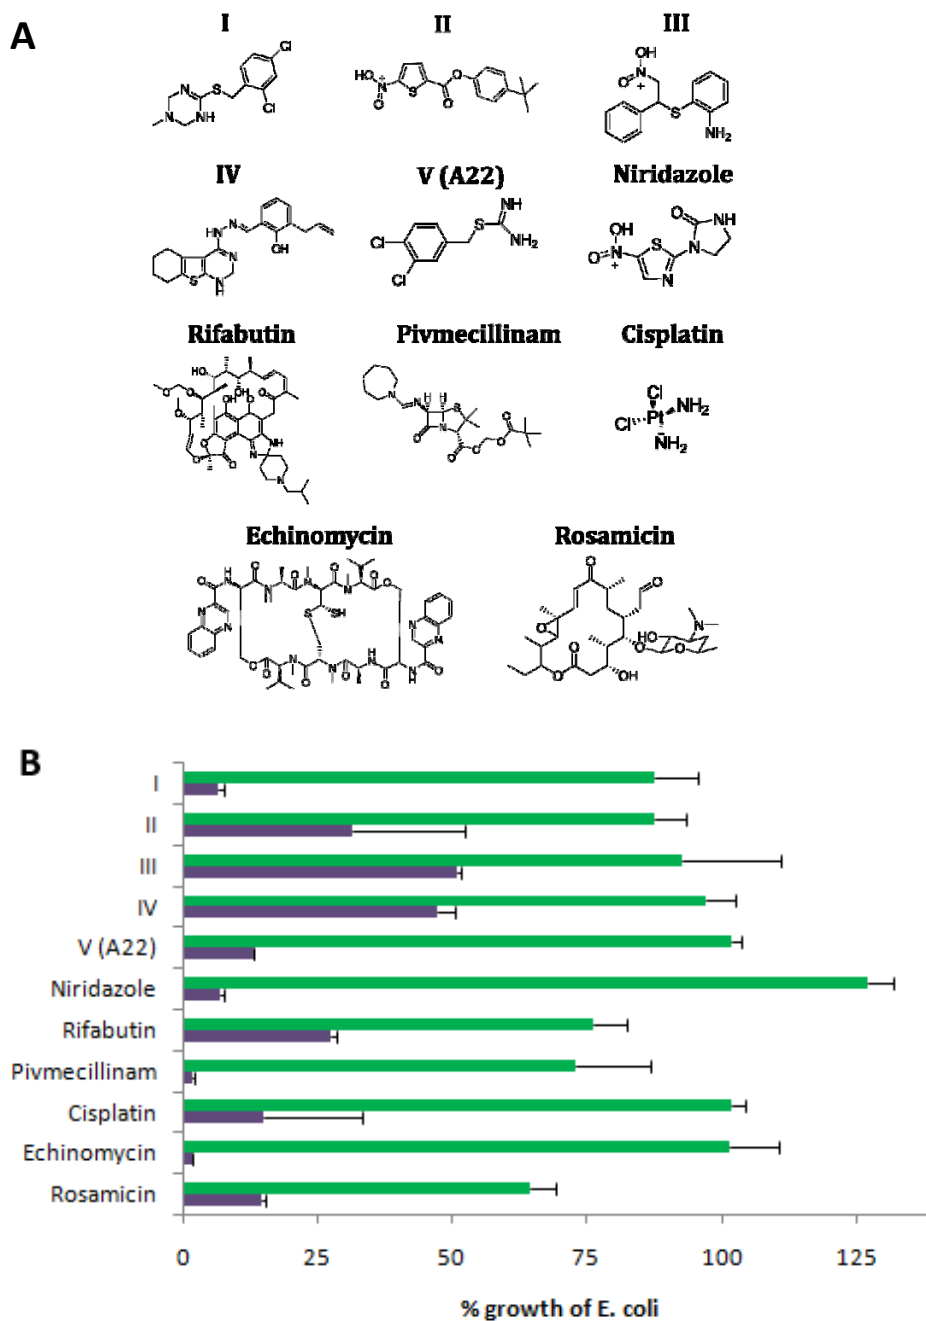 A
I II III
IV V (A22) Niridazole
Rifabutin Pivmecillinam Cisplatin
Echinomycin Rosamicin
B
I
II
III
IV
V (A22)
Niridazole
Rifabutin
Pivmecillinam
Cisplatin
Echinomycin
Rosamicin
0 25 50 75 100 125
% growth of E. coli